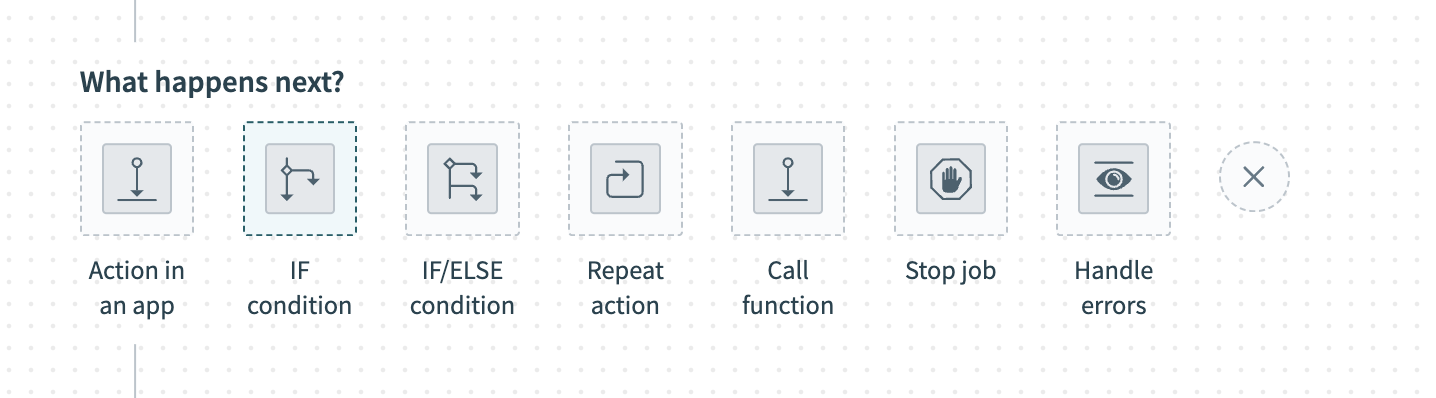 What happens next?
Action in
an app
IF
condition
IF/ELSE
condition
Repeat
action
Call
function
Stop job
Handle
errors